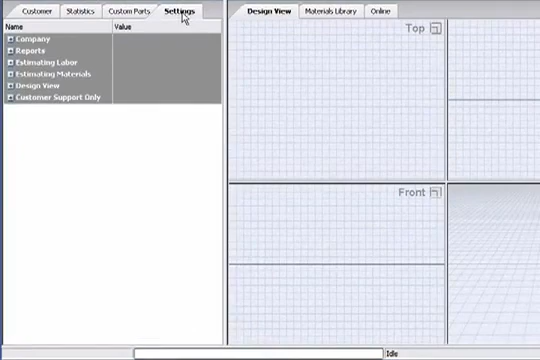 Customer Statistics Custom Parts Settings
Design View Materials Library Online
Name Value
Company
Reports
Estimating Labor
Estimating Materials
Design View
Customer Support Only
Top
Front
Idle